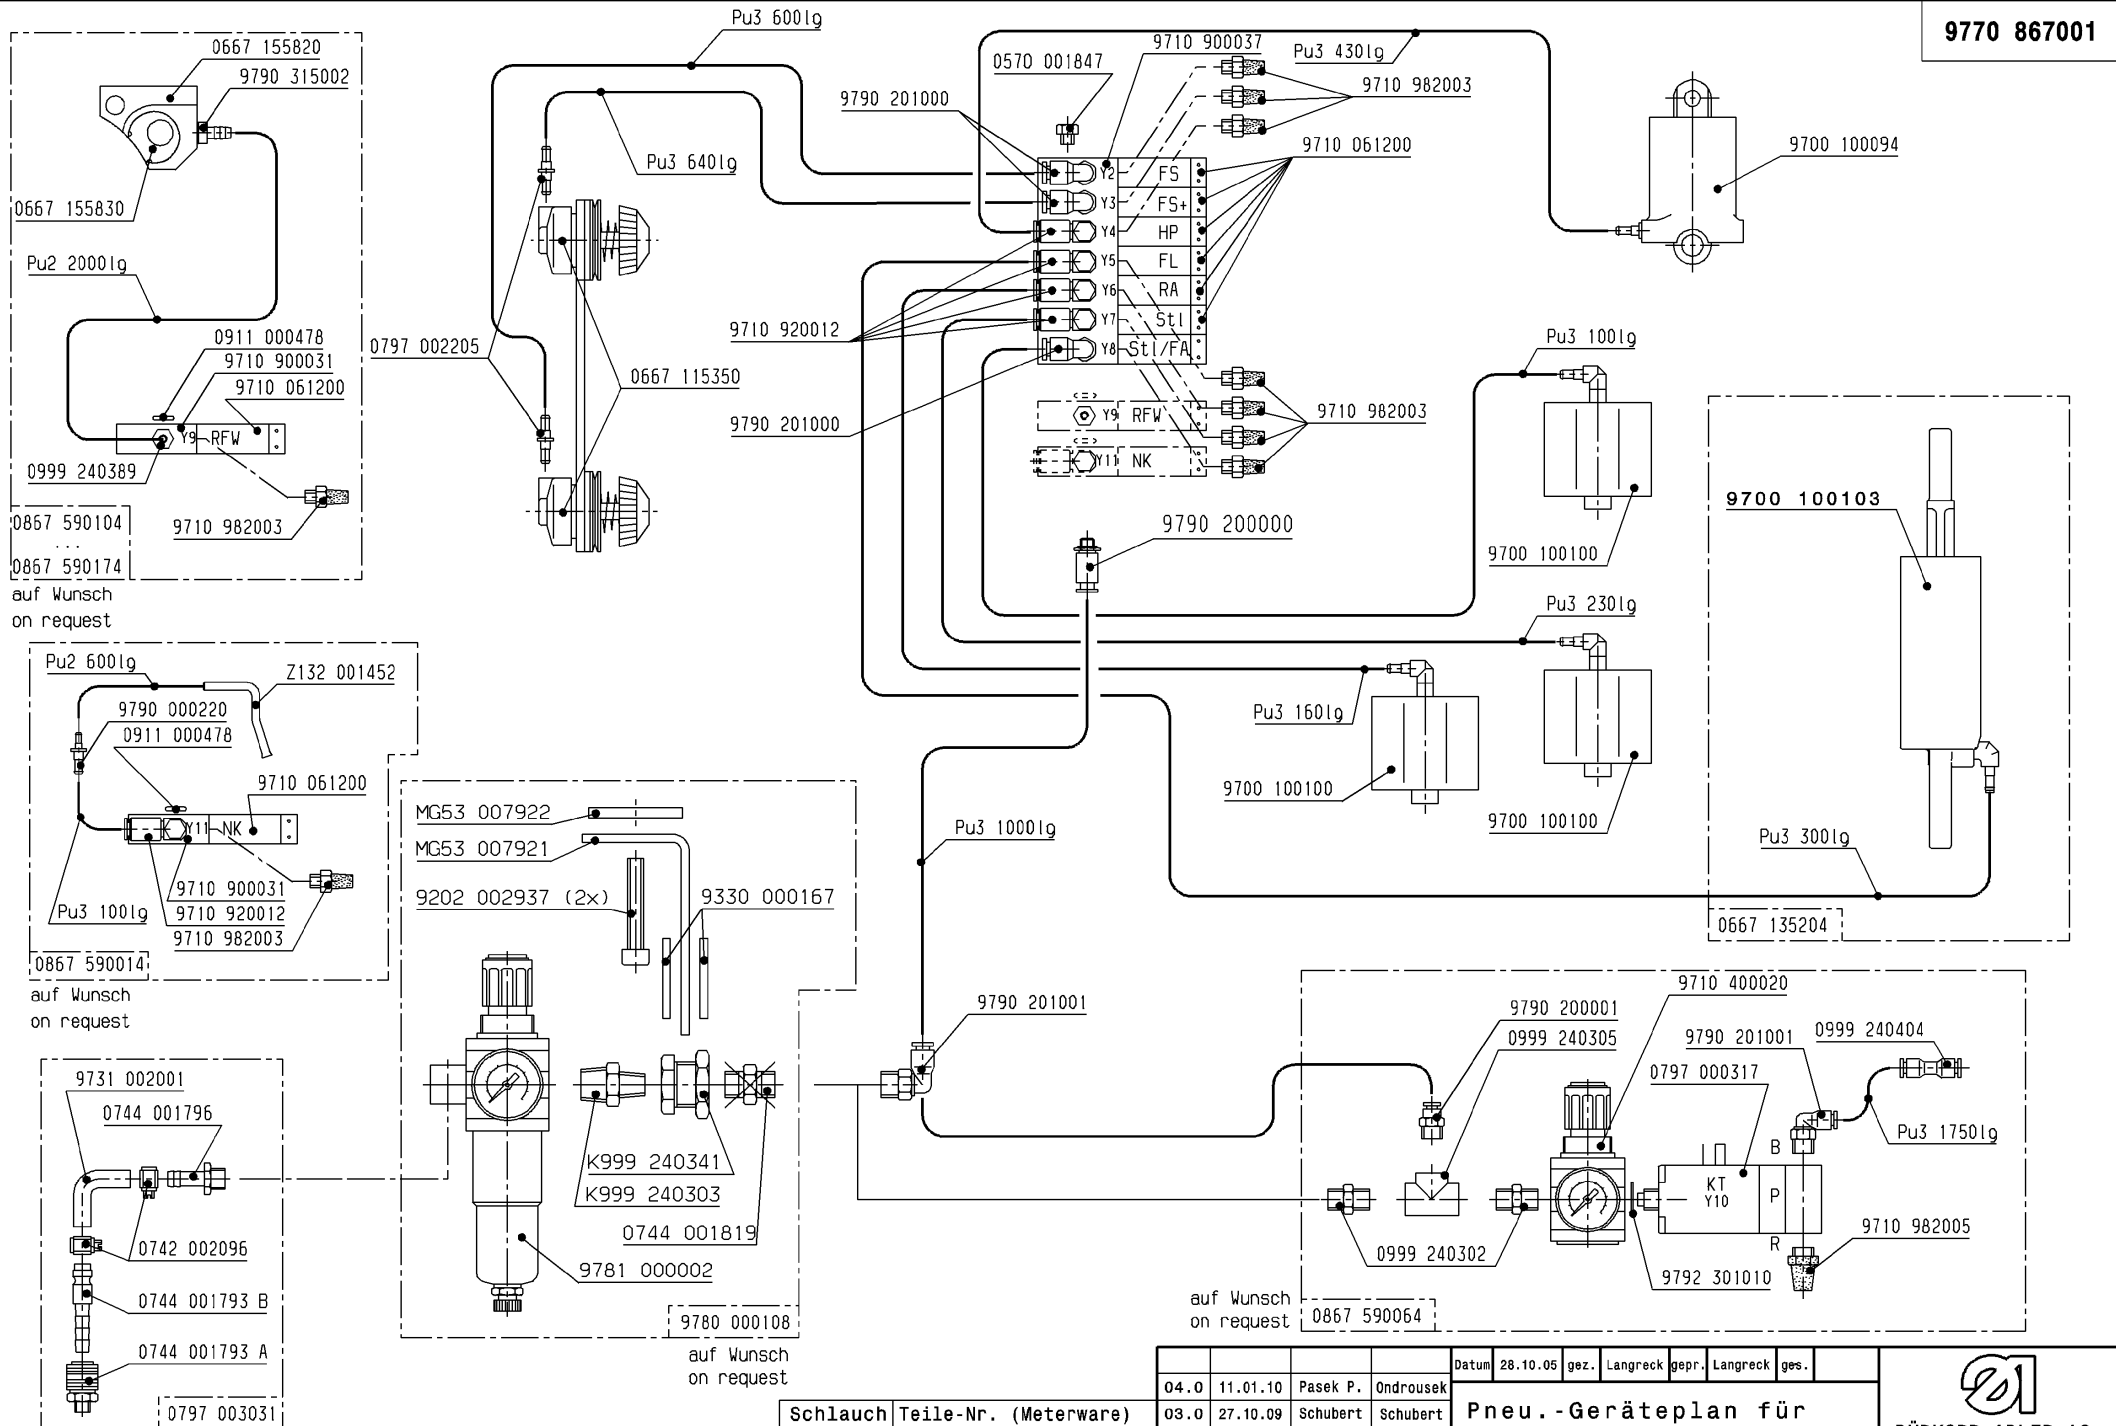 9770 867001
0667 155820
9790 315002
0667 155830
Pu2 2000lg
0911 000478
9710 900031
9710 061200
Y9 RFW
0999 240389
9710 982003
0867 590104
...
0867 590174
auf Wunsch
on request
Pu3 600lg
Pu3 640lg
0797 002205
0667 115350
9790 201000
0570 001847
9710 900037
Pu3 430lg
9710 982003
9710 061200
Y2 FS
Y3 FS+
Y4 HP
Y5 FL
Y6 RA
Y7 Stl
Y8 Stl/FA
Y9 RFW
Y11 NK
9710 920012
9790 201000
9710 982003
9700 100094
9790 200000
Pu3 100lg
9700 100100
Pu3 230lg
9700 100100
Pu3 160lg
9700 100100
9700 100103
Pu3 300lg
0667 135204
Pu2 600lg
Z132 001452
9790 000220
0911 000478
9710 061200
Y11 NK
9710 900031
Pu3 100lg
9710 920012
9710 982003
0867 590014
auf Wunsch
on request
MG53 007922
MG53 007921
9202 002937 (2x)
9330 000167
K999 240341
K999 240303
0744 001819
9781 000002
9780 000108
auf Wunsch
on request
Pu3 1000lg
9790 201001
9731 002001
0744 001796
0742 002096
0744 001793 B
0744 001793 A
0797 003031
9710 400020
9790 200001
0999 240305
9790 201001
0999 240404
0797 000317
Pu3 1750lg
B
KT
Y10
P
R
9710 982005
0999 240302
9792 301010
auf Wunsch
on request
0867 590064
Datum 28.10.05 gez. Langreck gepr. Langreck ges.
04.0 11.01.10 Pasek P. Ondrousek
03.0 27.10.09 Schubert Schubert
Pneu.-Geräteplan für
Schlauch Teile-Nr. (Meterware)